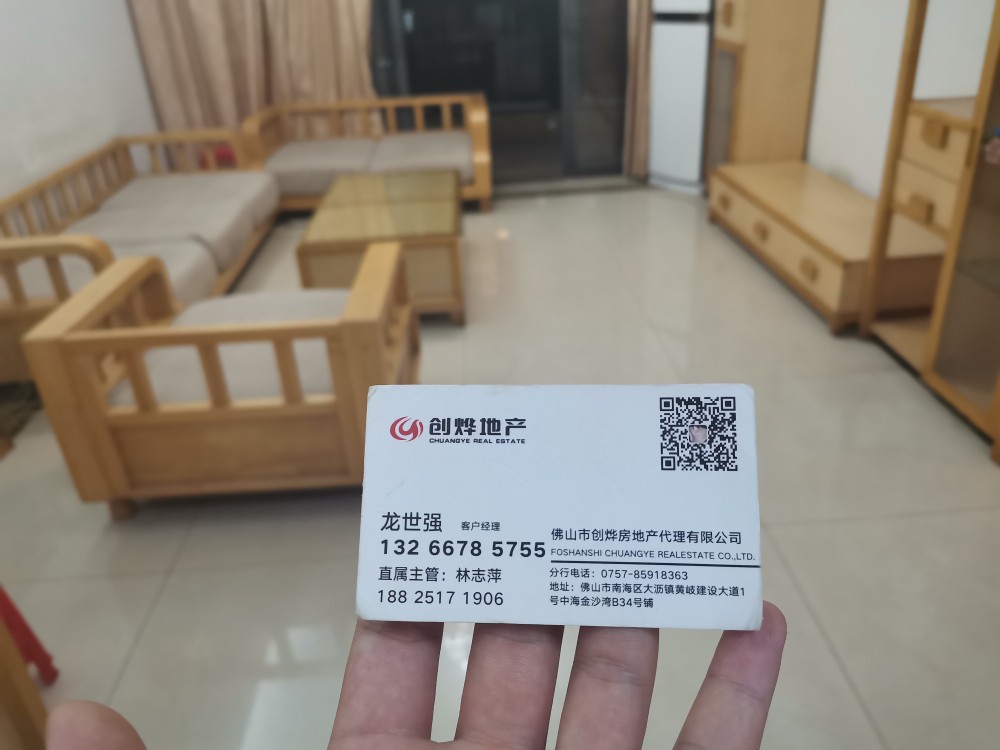 创烨地产
CHUANGYE REAL ESTATE
龙世强 客户经理
132 6678 5755
直属主管：林志萍
188 2517 1906
佛山市创烨房地产代理有限公司
FOSHANSHI CHUANGYE REALESTATE CO.,LTD.
分行电话：0757-85918363
地址：佛山市南海区大沥镇黄岐建设大道1
号中海金沙湾B34号铺